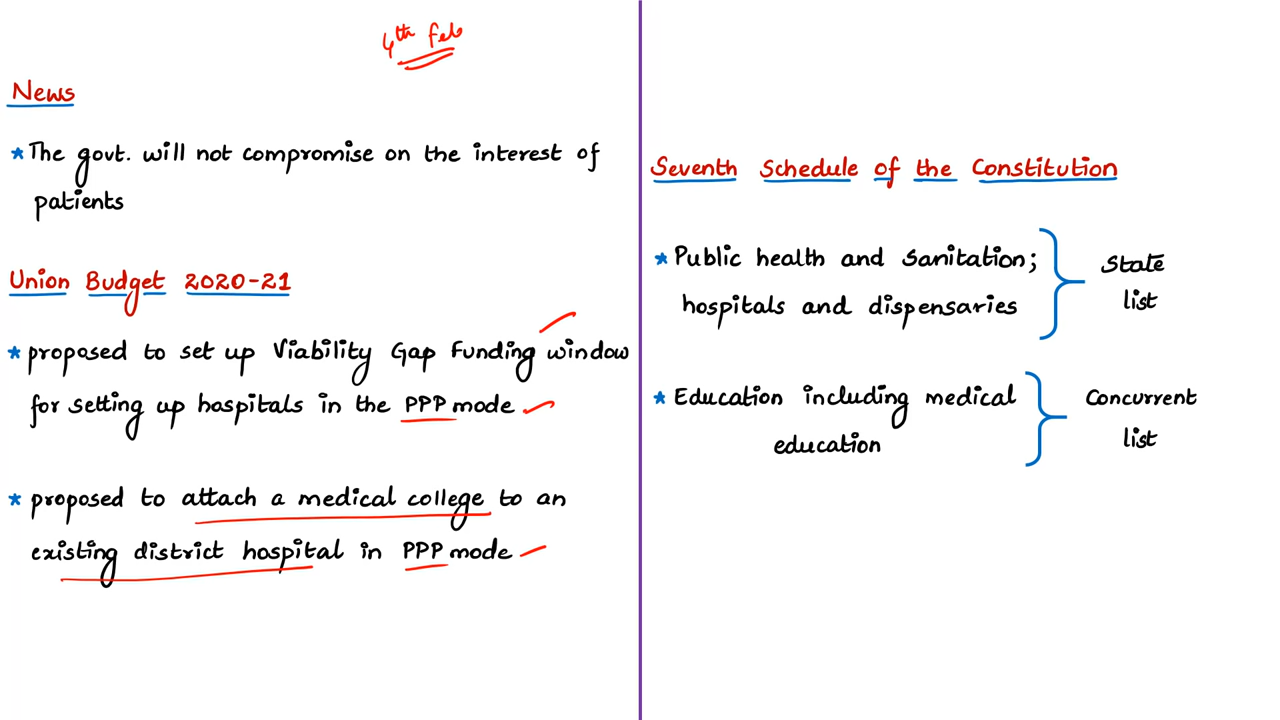 4th Feb
News
* The govt. will not compromise on the interest of
patients
Union Budget 2020-21
* proposed to set up Viability Gap Funding window
for setting up hospitals in the PPP mode
* proposed to attach a medical college to an
existing district hospital in PPP mode
Seventh Schedule of the Constitution
* Public health and sanitation;
hospitals and dispensaries
State
list
* Education including medical
education
Concurrent
list